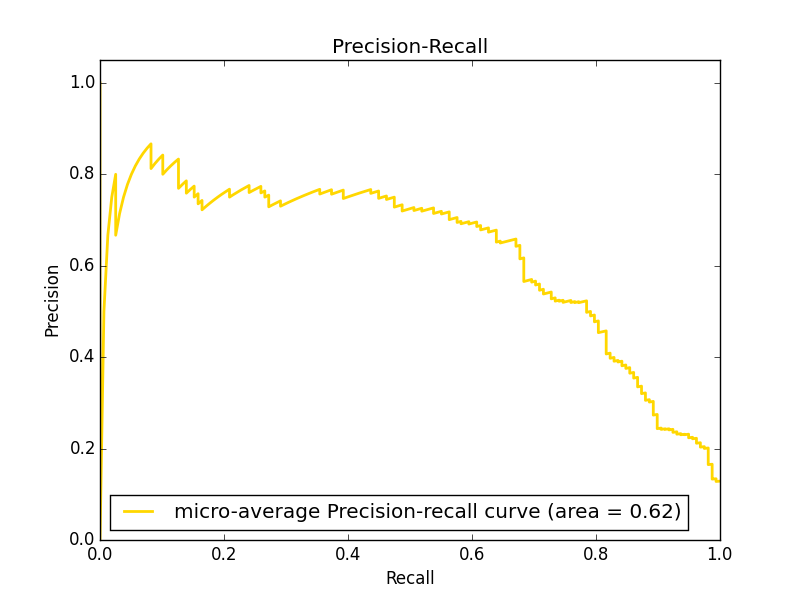 Precision-Recall
1.0
0.8
0.6
0.4
0.2
0.0
Precision
micro-average Precision-recall curve (area = 0.62)
0.0 0.2 0.4 0.6 0.8 1.0
Recall